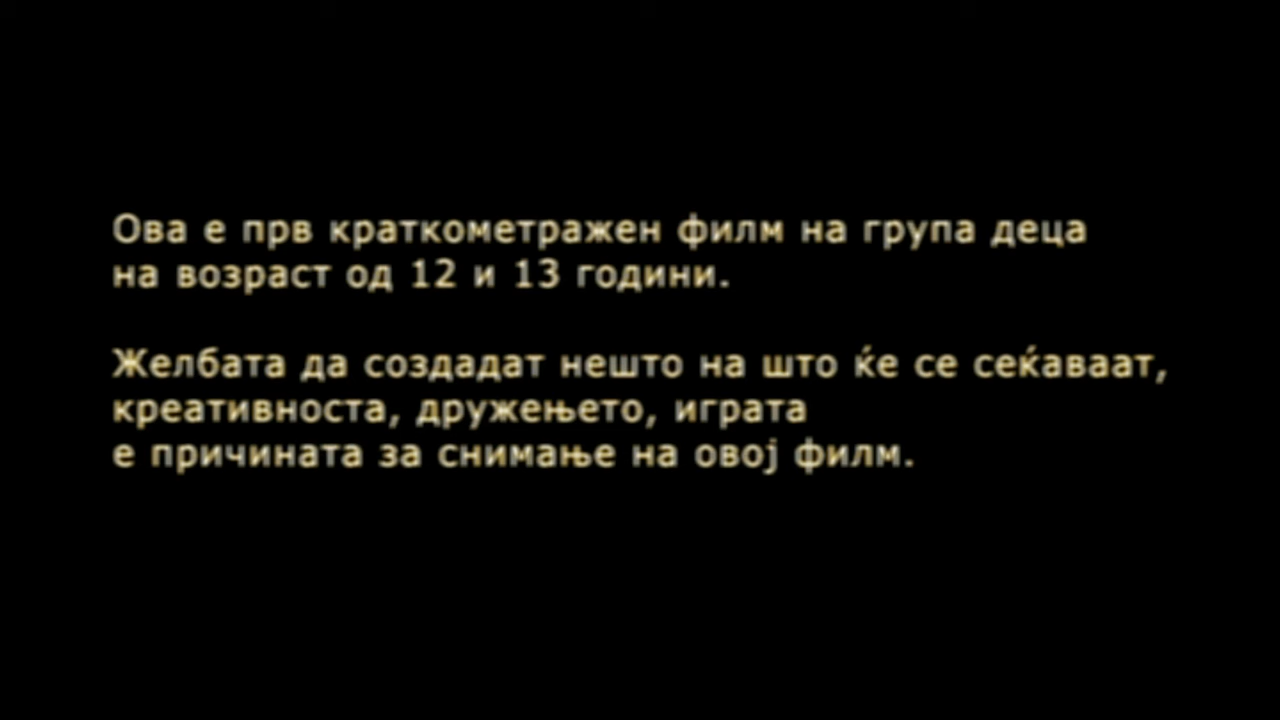 Ова е прв краткометражен филм на група деца
на возраст од 12 и 13 години.
Желбата да создадат нешто на што ќе се сеќаваат,
креативноста, дружењето, играта
е причината за снимање на овој филм.